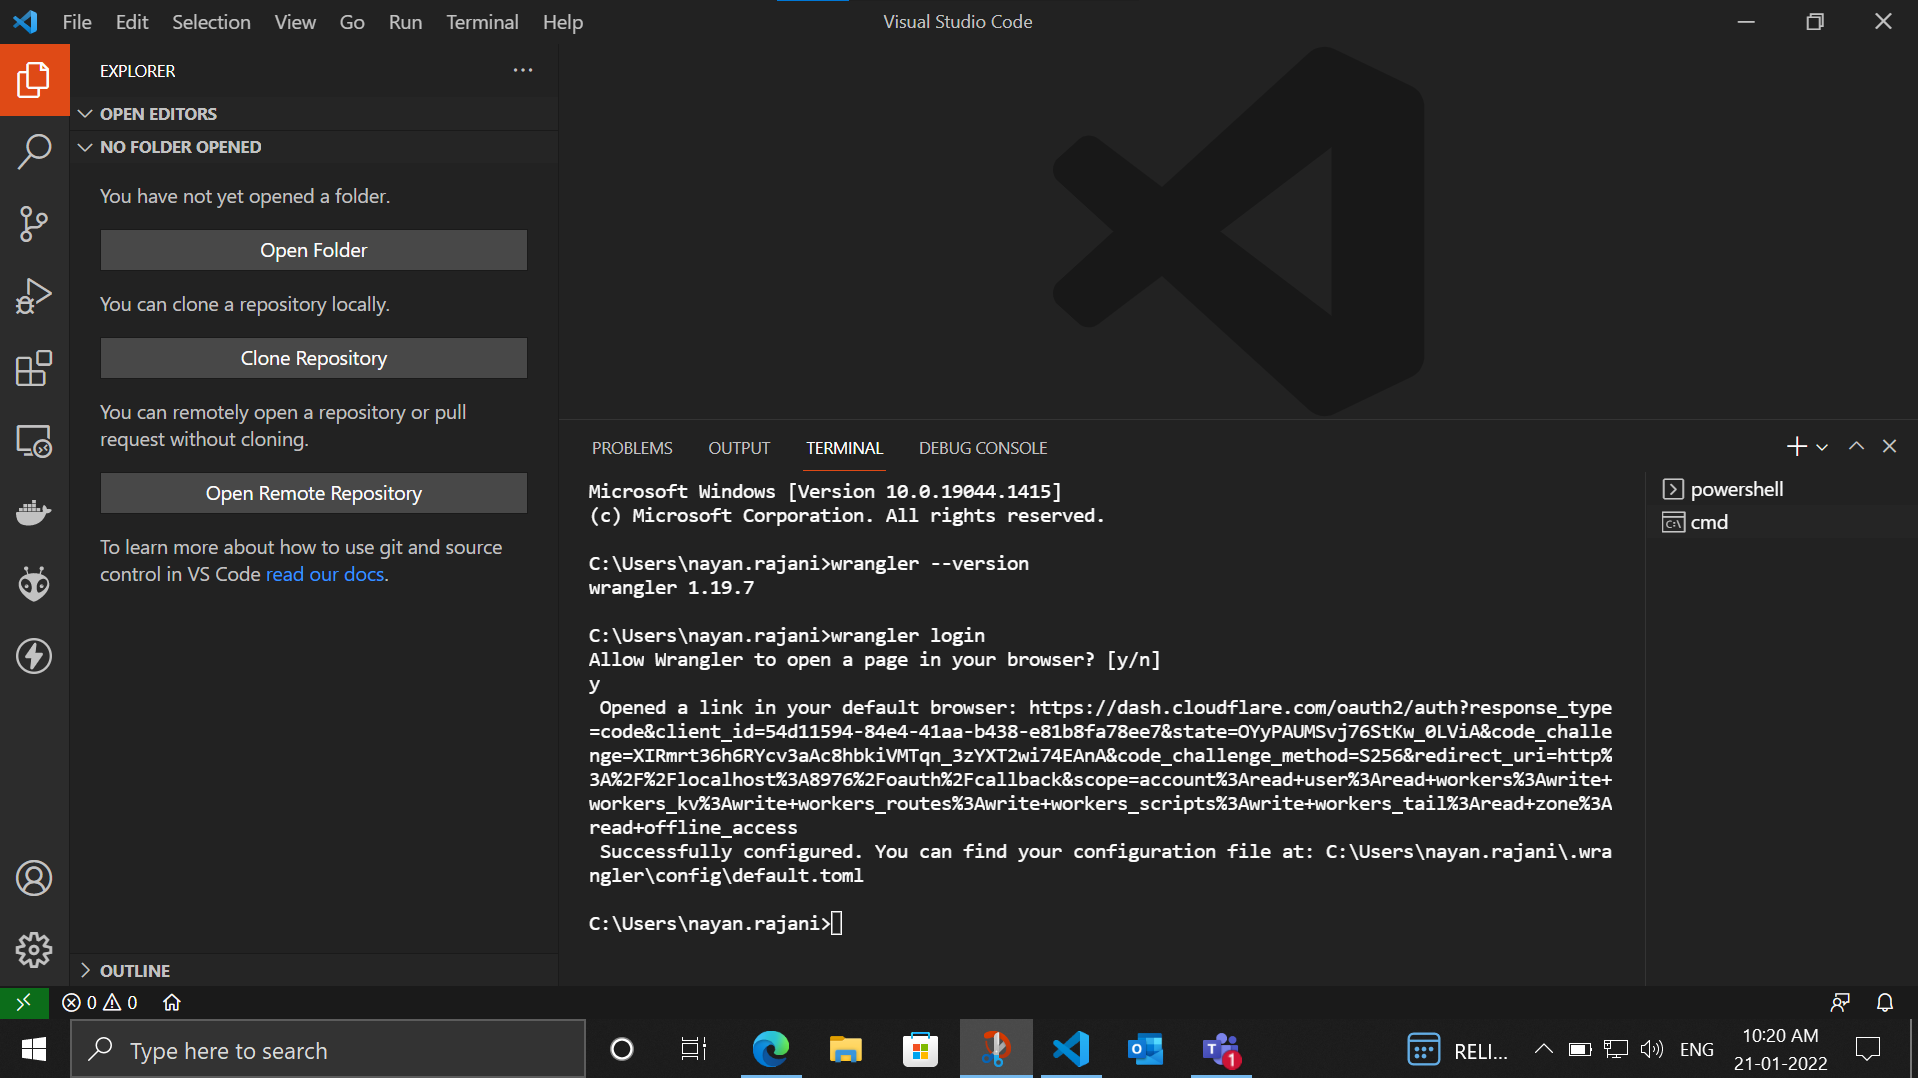 File Edit Selection View Go Run Terminal Help
Visual Studio Code
EXPLORER
OPEN EDITORS
NO FOLDER OPENED
You have not yet opened a folder.
Open Folder
You can clone a repository locally.
Clone Repository
You can remotely open a repository or pull
request without cloning.
Open Remote Repository
To learn more about how to use git and source
control in VS Code read our docs.
OUTLINE
PROBLEMS OUTPUT TERMINAL DEBUG CONSOLE
Microsoft Windows [Version 10.0.19044.1415]
(c) Microsoft Corporation. All rights reserved.
C:\Users\nayan.rajani>wrangler --version
wrangler 1.19.7
C:\Users\nayan.rajani>wrangler login
Allow Wrangler to open a page in your browser? [y/n]
y
Opened a link in your default browser: https://dash.cloudflare.com/oauth2/auth?response_type
=code&client_id=54d11594-84e4-41aa-b438-e81b8fa78ee7&state=OYyPAUMSvj76StKw_0LViA&code_challe
nge=XIRmrt36h6RYcv3aAc8hbkiVMTqn_3zYXT2wi74EAnA&code_challenge_method=S256&redirect_uri=http%
3A%2F%2Flocalhost%3A8976%2Foauth%2Fcallback&scope=account%3Aread+user%3Aread+workers%3Awrite+
workers_kv%3Awrite+workers_routes%3Awrite+workers_scripts%3Awrite+workers_tail%3Aread+zone%3A
read+offline_access
Successfully configured. You can find your configuration file at: C:\Users\nayan.rajani\.wra
ngler\config\default.toml
C:\Users\nayan.rajani>
powershell
cmd
0 0
Type here to search
1
RELI...
ENG
10:20 AM
21-01-2022